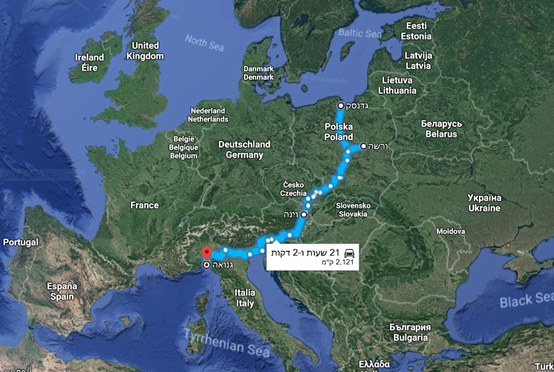 Eesti
Estonia
Baltic Sea
North Sea
United
Kingdom
Ireland
Éire
Latvija
Latvia
Danmark
Denmark
Lietuva
Lithuania
גדנסק
Nederland
Netherlands
Polska
Poland
Беларусь
Belarus
ורשה
België
Belgique
Belgium
Deutschland
Germany
Česko
Czechia
Україна
Ukraine
France
וינה
Slovensko
Slovakia
Moldova
Portugal
21 שעות ו-2 דקות
2,121 ק"מ
גנואה
España
Spain
Italia
Italy
Black Sea
България
Bulgaria
Tyrrhenian Sea
Ελλάδα